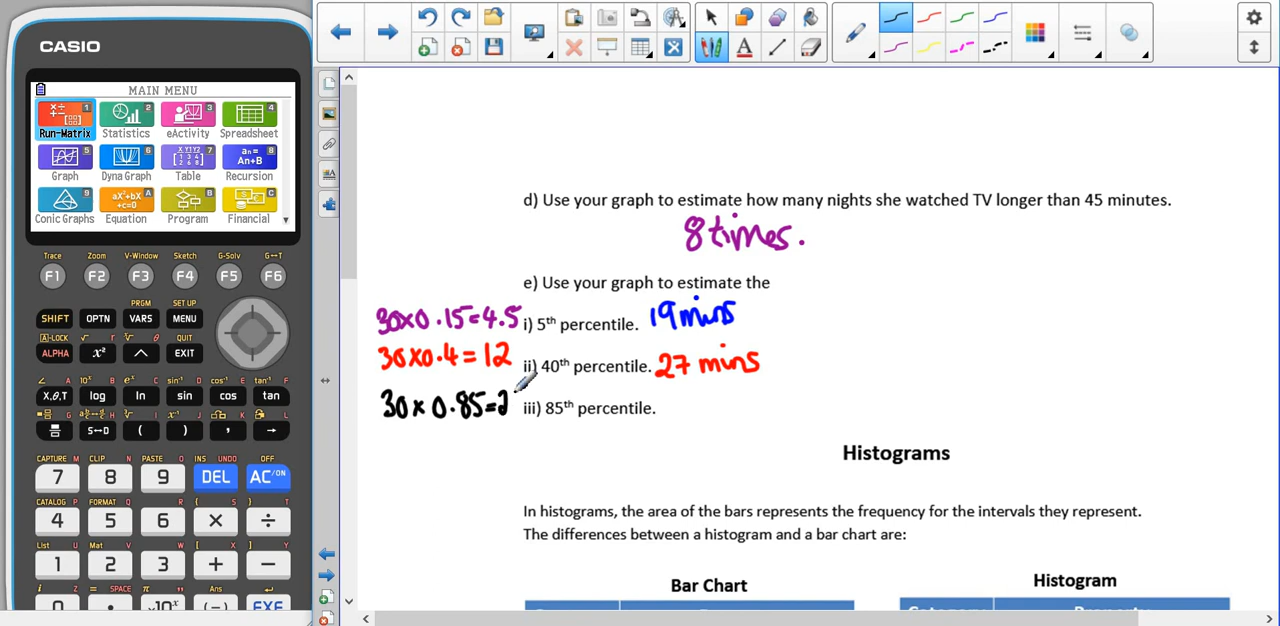 CASIO
MAIN MENU
Run-Matrix Statistics eActivity Spreadsheet
Graph Dyna Graph Table Recursion
Conic Graphs Equation Program Financial
Trace Zoom V-Window Sketch G-Solv G↔T
F1 F2 F3 F4 F5 F6
PRGM SET UP
SHIFT OPTN VARS MENU
A-LOCK QUIT
ALPHA x² ^ EXIT
X,θ,T log ln sin cos tan
S↔D ( ) , →
CAPTURE CLIP PASTE INS UNDO OFF
7 8 9 DEL AC/ON
CATALOG FORMAT
4 5 6 × ÷
List Mat
1 2 3 + −
SPACE Ans
0 . ×10ˣ (−) EXE
d) Use your graph to estimate how many nights she watched TV longer than 45 minutes.
8 times.
e) Use your graph to estimate the
30×0.15=4.5 i) 5th percentile. 19 mins
30×0.4=12 ii) 40th percentile. 27 mins
30×0.85=2 iii) 85th percentile.
Histograms
In histograms, the area of the bars represents the frequency for the intervals they represent.
The differences between a histogram and a bar chart are:
Bar Chart Histogram